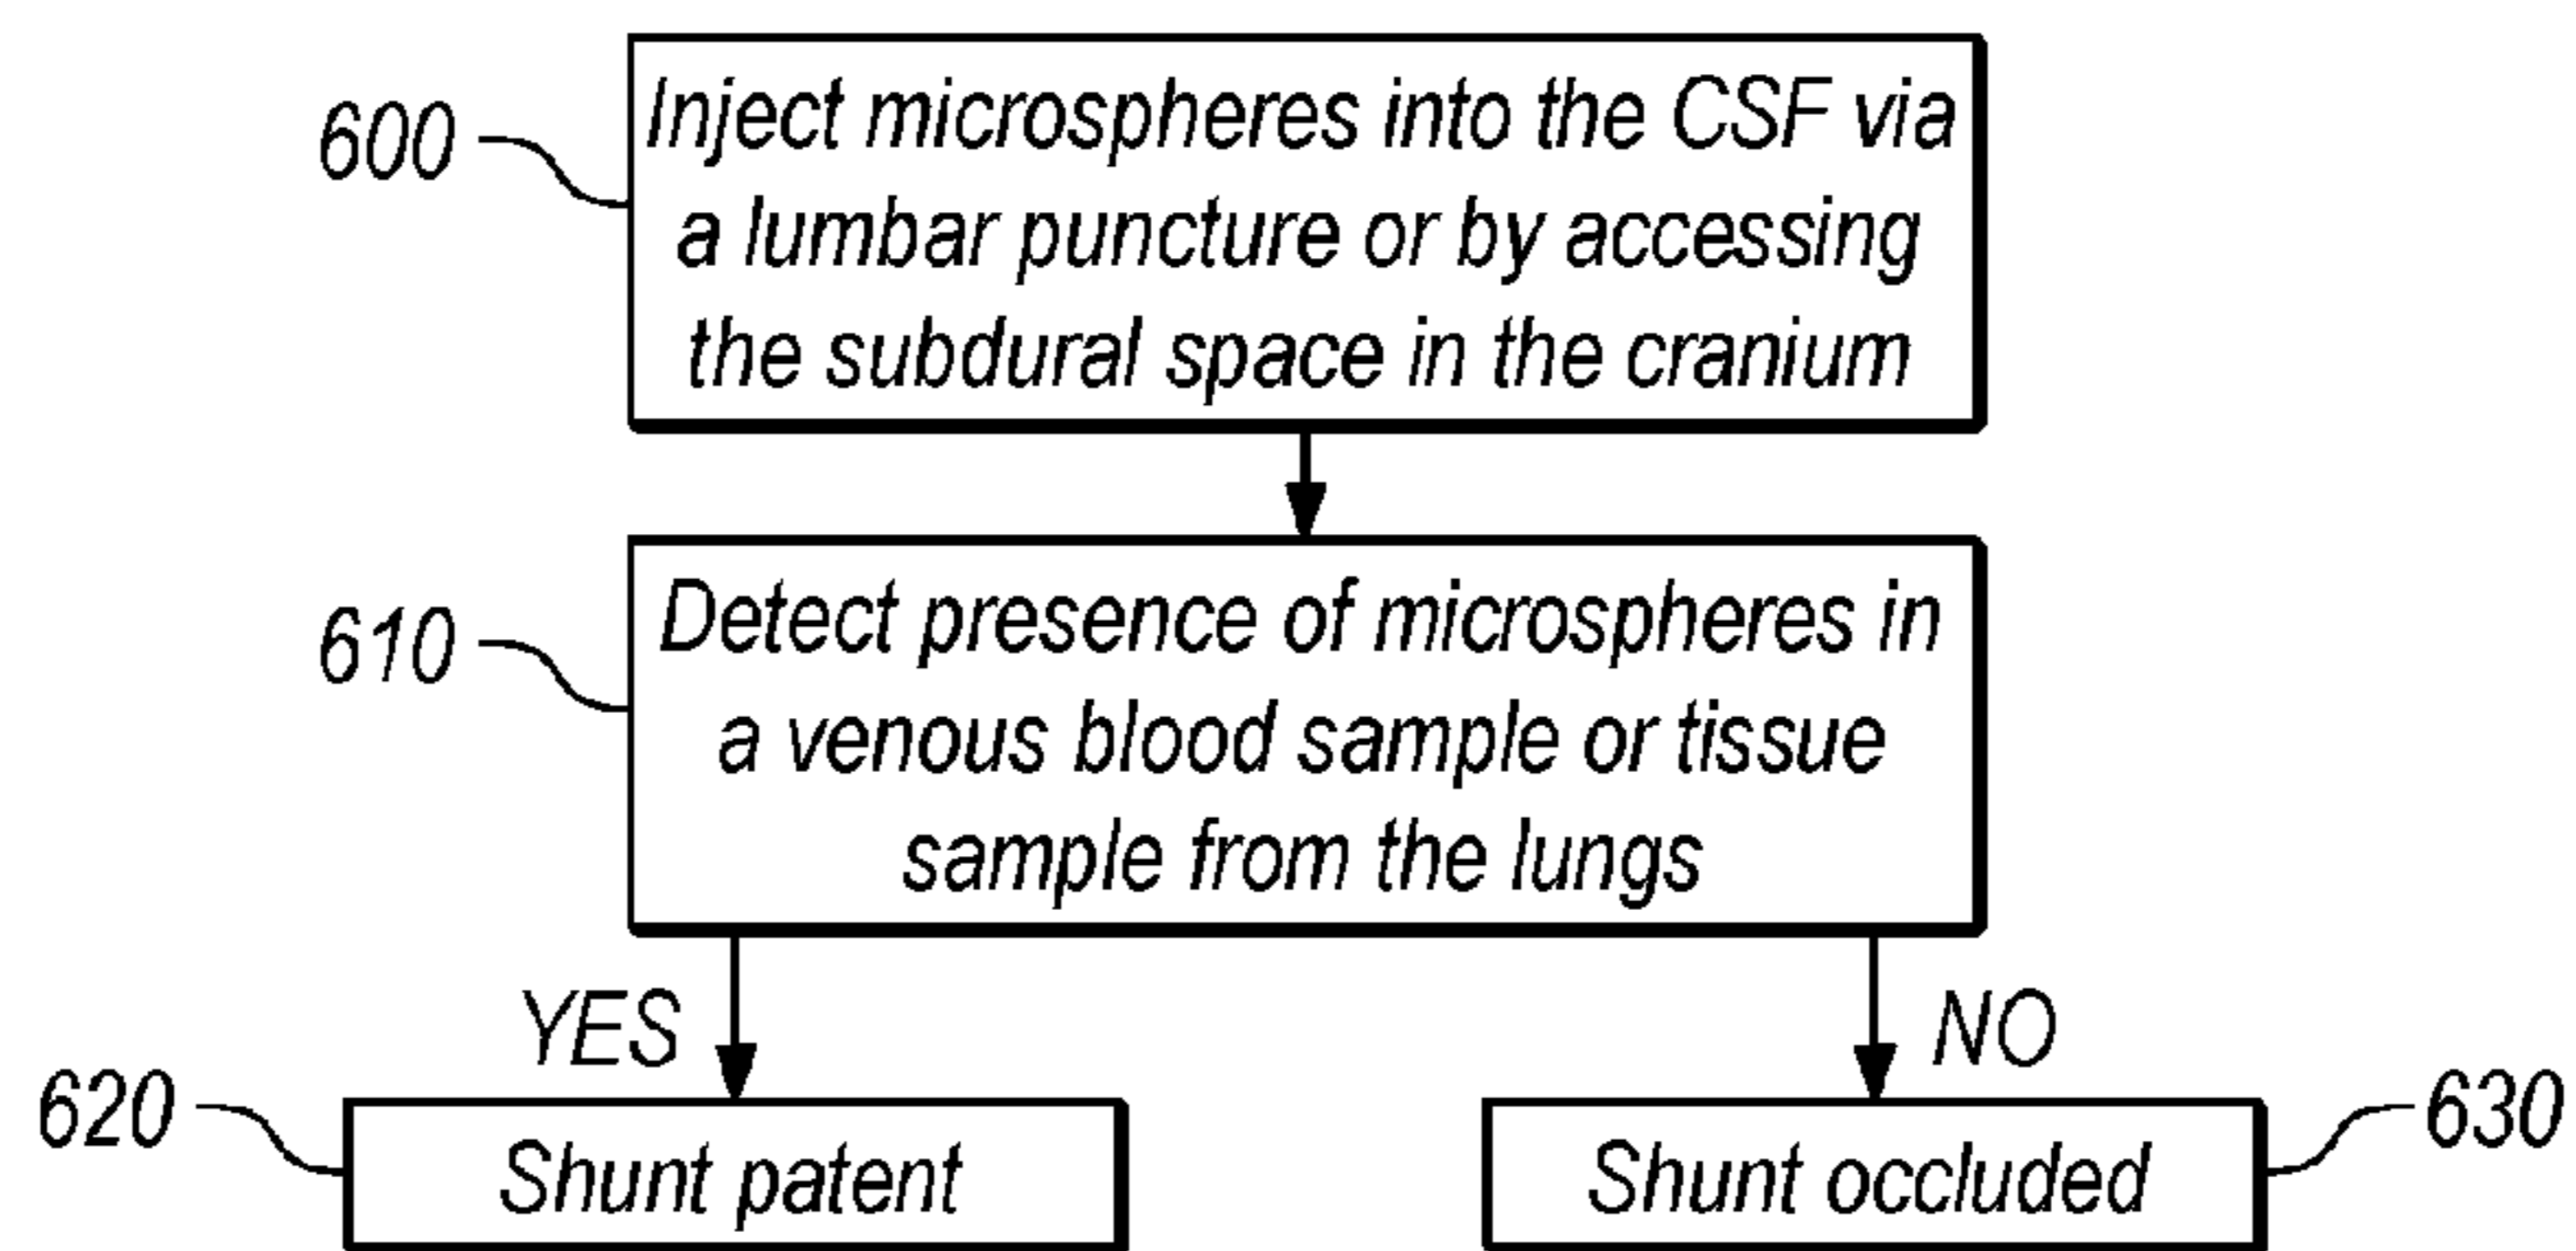 600
Inject microspheres into the CSF via
a lumbar puncture or by accessing
the subdural space in the cranium
610
Detect presence of microspheres in
a venous blood sample or tissue
sample from the lungs
YES
NO
620
Shunt patent
Shunt occluded
630